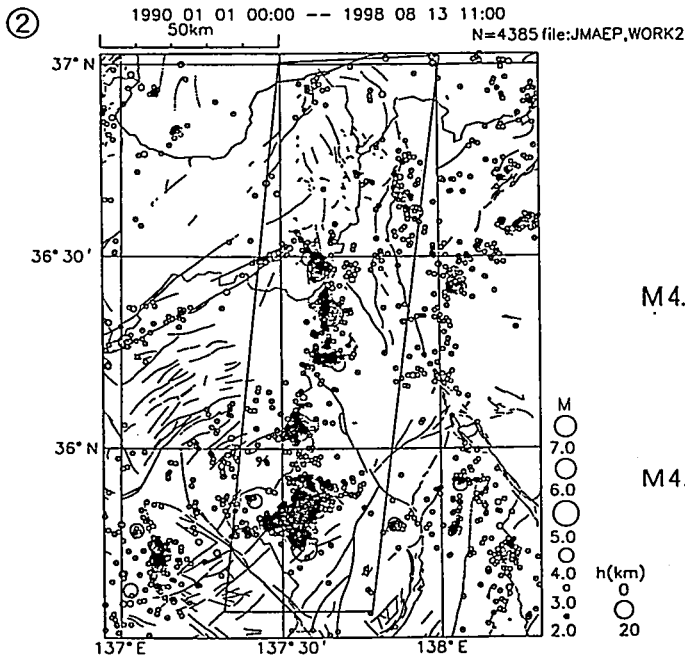 ②
1990 01 01 00:00 -- 1998 08 13 11:00
50km
N=4385 file:JMAEP,WORK2
37° N
36° 30'
36° N
137° E
137° 30'
138° E
96
M4.
M4.
M
7.0
6.0
5.0
4.0
3.0
2.0
h(km)
0
20